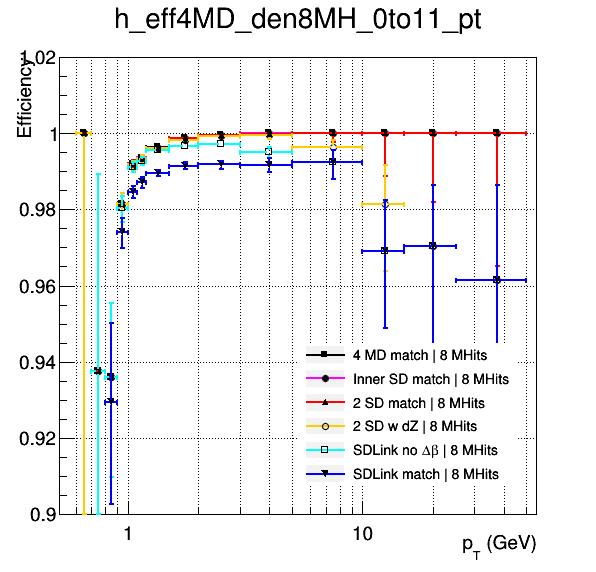 h_eff4MD_den8MH_0to11_pt
Efficiency
1.02
1
0.98
0.96
0.94
0.92
0.9
4 MD match | 8 MHits
Inner SD match | 8 MHits
2 SD match | 8 MHits
2 SD w dZ | 8 MHits
SDLink no Δβ | 8 MHits
SDLink match | 8 MHits
1
10
p_T (GeV)